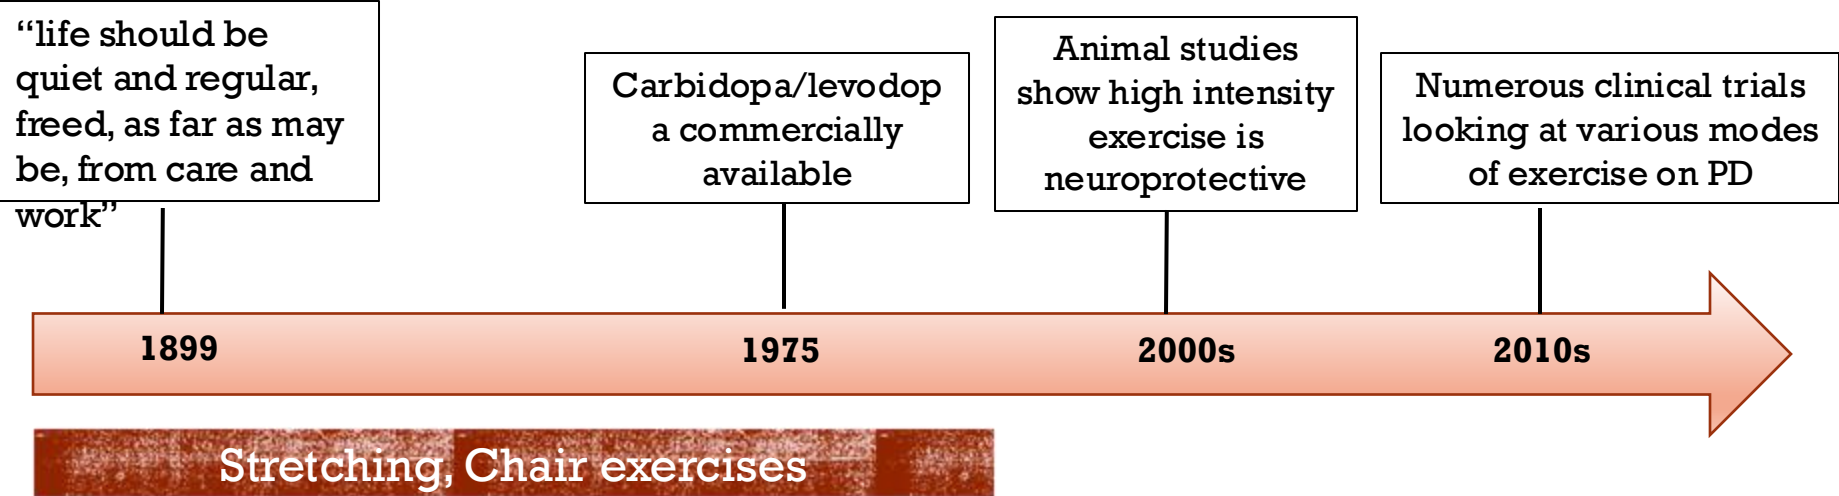 “life should be
quiet and regular,
freed, as far as may
be, from care and
work”
Carbidopa/levodop
a commercially
available
Animal studies
show high intensity
exercise is
neuroprotective
Numerous clinical trials
looking at various modes
of exercise on PD
1899
1975
2000s
2010s
Stretching, Chair exercises